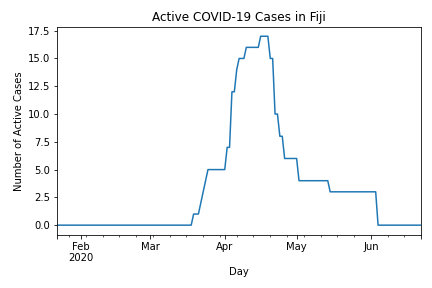 Active COVID-19 Cases in Fiji
Number of Active Cases
17.5
15.0
12.5
10.0
7.5
5.0
2.5
0.0
Feb Mar Apr May Jun
2020
Day